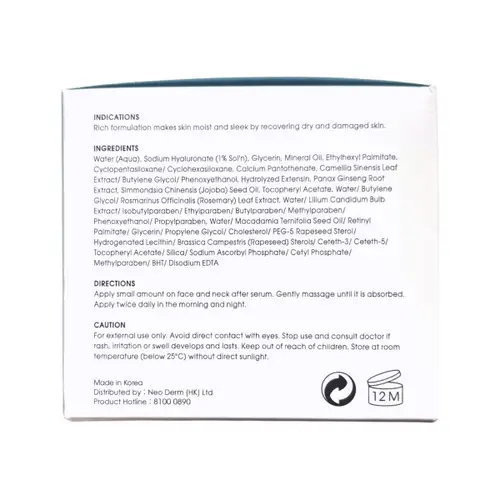 INDICATIONS
Rich formulation makes skin moist and sleek by recovering dry and damaged skin.
INGREDIENTS
Water (Aqua), Sodium Hyaluronate (1% Sol'n), Glycerin, Mineral Oil, Ethylhexyl Palmitate,
Cyclopentasiloxane/ Cyclohexasiloxane, Calcium Pantothenate, Camellia Sinensis Leaf
Extract/ Butylene Glycol/ Phenoxyethanol, Hydrolyzed Extensin, Panax Ginseng Root
Extract, Simmondsia Chinensis (Jojoba) Seed Oil, Tocopheryl Acetate, Water/ Butylene
Glycol/ Rosmarinus Officinalis (Rosemary) Leaf Extract, Water/ Lilium Candidum Bulb
Extract/ Isobutylparaben/ Ethylparaben/ Butylparaben/ Methylparaben/
Phenoxyethanol/ Propylparaben, Water/ Macadamia Ternifolia Seed Oil/ Retinyl
Palmitate/ Glycerin/ Propylene Glycol/ Cholesterol/ PEG-5 Rapeseed Sterol/
Hydrogenated Lecithin/ Brassica Campestris (Rapeseed) Sterols/ Ceteth-3/ Ceteth-5/
Tocopheryl Acetate/ Silica/ Sodium Ascorbyl Phosphate/ Cetyl Phosphate/
Methylparaben/ BHT/ Disodium EDTA
DIRECTIONS
Apply small amount on face and neck after serum. Gently massage until it is absorbed.
Apply twice daily in the morning and night.
CAUTION
For external use only. Avoid direct contact with eyes. Stop use and consult doctor if
rash, irritation or swell develops and lasts. Keep out of reach of children. Store at room
temperature (below 25°C) without direct sunlight.
Made in Korea
Distributed by : Neo Derm (HK) Ltd
Product Hotline : 8100 0890
12M